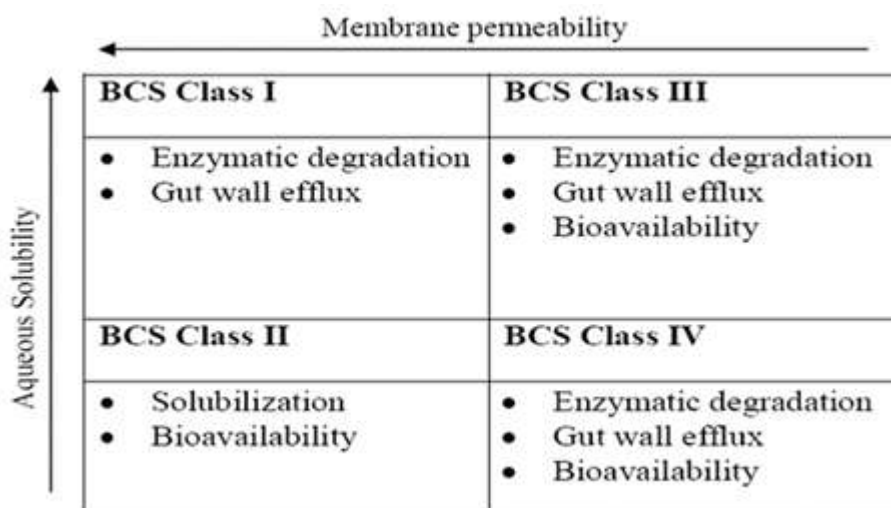 Membrane permeability
Aqueous Solubility
BCS Class I
BCS Class III
• Enzymatic degradation
• Gut wall efflux
• Enzymatic degradation
• Gut wall efflux
• Bioavailability
BCS Class II
BCS Class IV
• Solubilization
• Bioavailability
• Enzymatic degradation
• Gut wall efflux
• Bioavailability